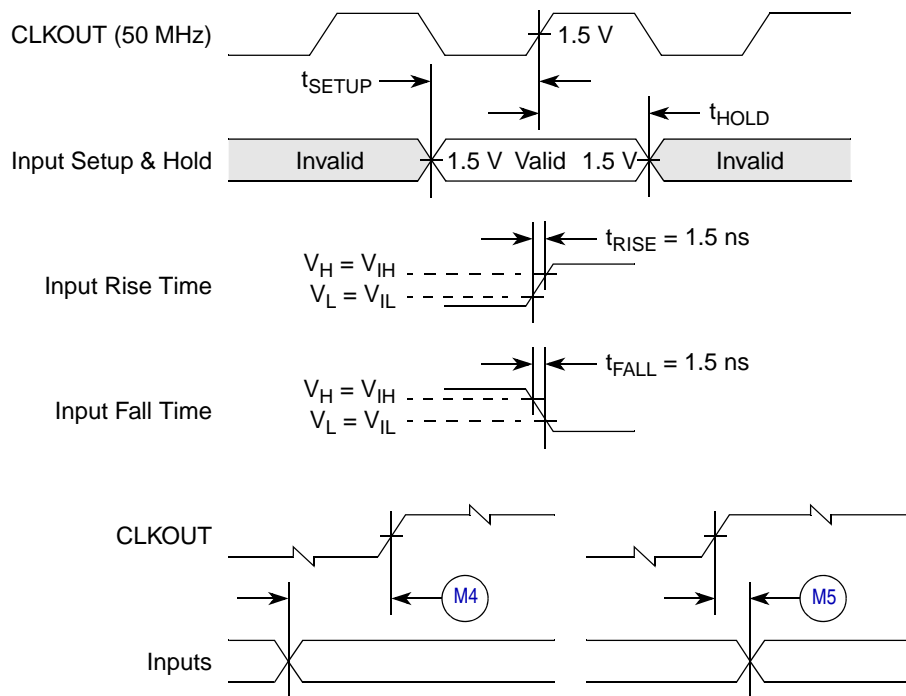 CLKOUT (50 MHz)
1.5 V
tSETUP
tHOLD
Input Setup & Hold
Invalid
1.5 V Valid 1.5 V
Invalid
tRISE = 1.5 ns
Input Rise Time
VH = VIH
VL = VIL
tFALL = 1.5 ns
Input Fall Time
VH = VIH
VL = VIL
CLKOUT
M4
M5
Inputs